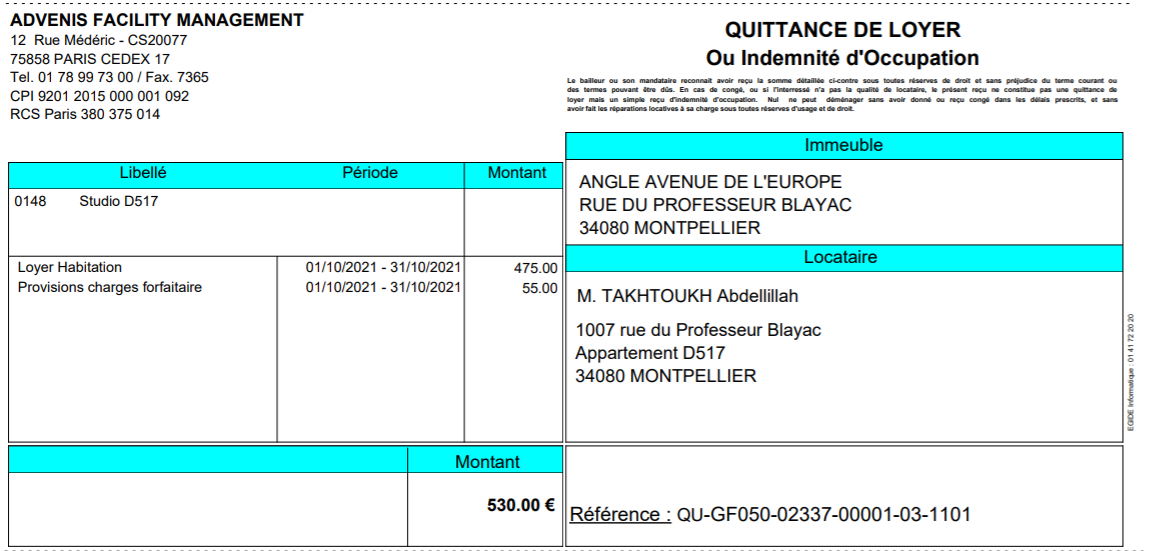 ADVENIS FACILITY MANAGEMENT
12 Rue Médéric - CS20077
75858 PARIS CEDEX 17
Tel. 01 78 99 73 00 / Fax. 7365
CPI 9201 2015 000 001 092
RCS Paris 380 375 014
QUITTANCE DE LOYER
Ou Indemnité d'Occupation
Le bailleur ou son mandataire reconnait avoir reçu la somme détaillée ci-contre sous toutes réserves de droit et sans préjudice du terme courant ou
des termes pouvant être dûs. En cas de congé, ou si l'interressé n'a pas la qualité de locataire, le présent reçu ne constitue pas une quittance de
loyer mais un simple reçu d'indemnité d'occupation. Nul ne peut déménager sans avoir donné ou reçu congé dans les délais prescrits, et sans
avoir fait les réparations locatives à sa charge sous toutes réserves d'usage et de droit.
Libellé Période Montant
0148 Studio D517
Loyer Habitation 01/10/2021 - 31/10/2021 475.00
Provisions charges forfaitaire 01/10/2021 - 31/10/2021 55.00
Montant
530.00 €
Immeuble
ANGLE AVENUE DE L'EUROPE
RUE DU PROFESSEUR BLAYAC
34080 MONTPELLIER
Locataire
M. TAKHTOUKH Abdellillah
1007 rue du Professeur Blayac
Appartement D517
34080 MONTPELLIER
Référence : QU-GF050-02337-00001-03-1101
EGIDE Informatique : 01 41 72 20 20